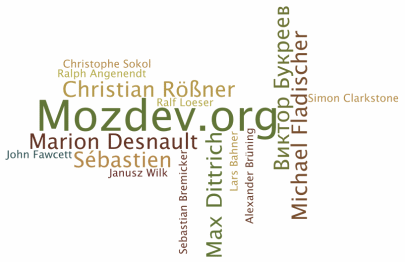 Christophe Sokol
Ralph Angenendt
Christian Rößner
Ralf Loeser
Mozdev.org
Simon Clarkstone
Marion Desnault
John Fawcett
Sébastien
Janusz Wilk
Sebastian Bremicker
Max Dittrich
Lars Bahner
Alexander Brüning
Виктор Букреев
Michael Fladischer